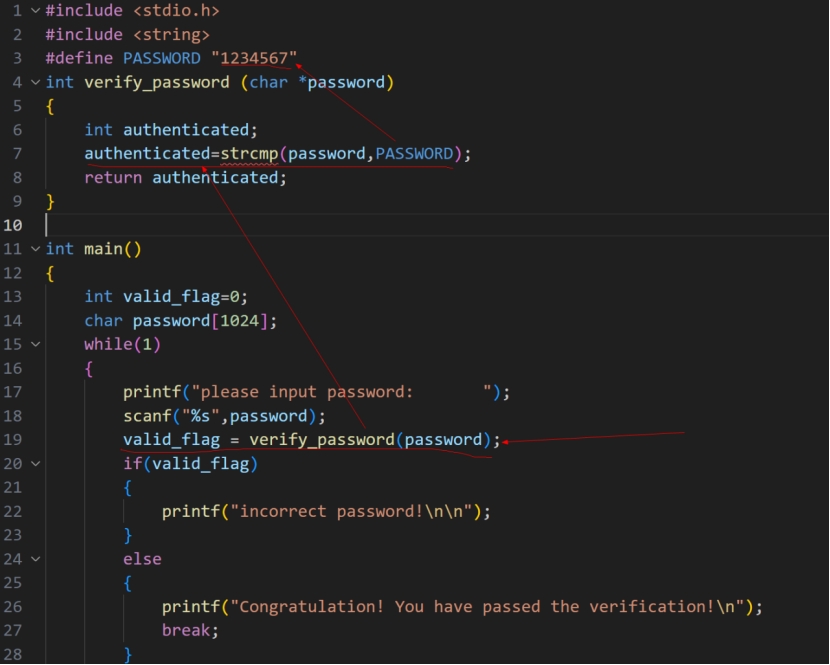 1 #include <stdio.h>
2 #include <string>
3 #define PASSWORD "1234567"
4 int verify_password (char *password)
5 {
6     int authenticated;
7     authenticated=strcmp(password,PASSWORD);
8     return authenticated;
9 }
10
11 int main()
12 {
13     int valid_flag=0;
14     char password[1024];
15     while(1)
16     {
17         printf("please input password:       ");
18         scanf("%s",password);
19         valid_flag = verify_password(password);
20         if(valid_flag)
21         {
22             printf("incorrect password!\n\n");
23         }
24         else
25         {
26             printf("Congratulation! You have passed the verification!\n");
27             break;
28         }